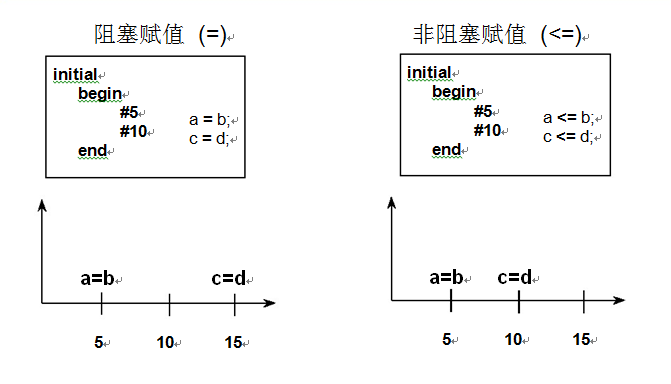 阻塞赋值 (=)
initial
begin
#5 a = b;
#10 c = d;
end
a=b c=d
5 10 15
非阻塞赋值 (<=)
initial
begin
#5 a <= b;
#10 c <= d;
end
a=b c=d
5 10 15